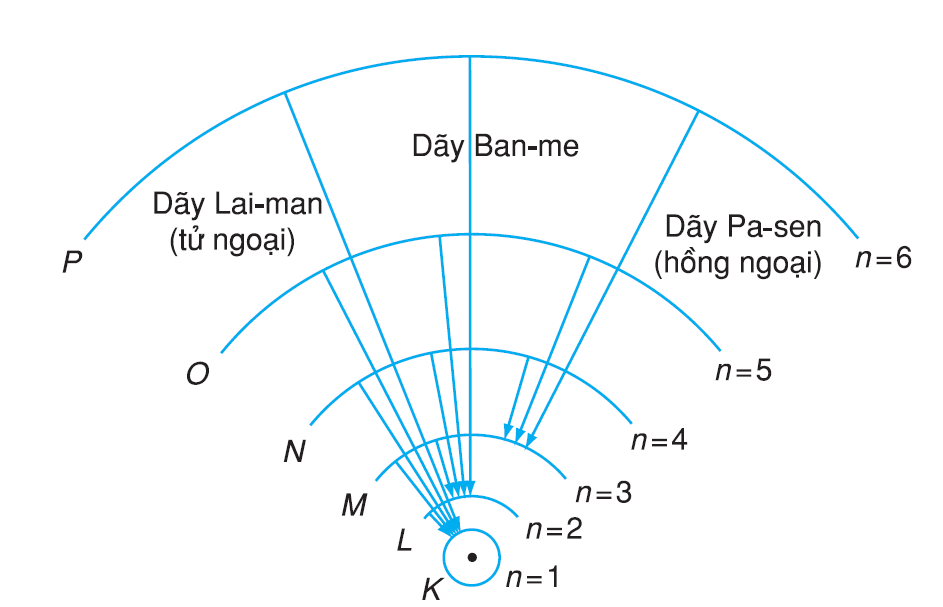 Dãy Ban-me
Dãy Lai-man
(tử ngoại)
Dãy Pa-sen
(hồng ngoại)
P
n=6
O
n=5
N
n=4
M
n=3
L
n=2
K
n=1